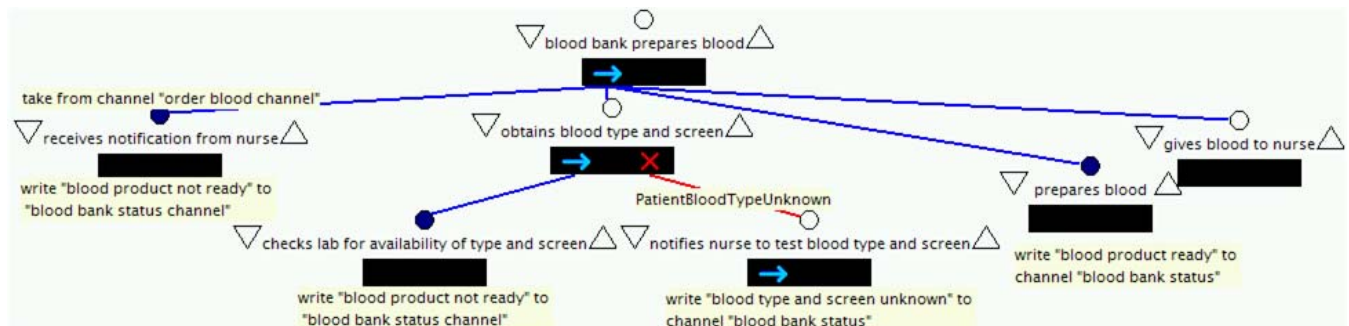 blood bank prepares blood
take from channel "order blood channel"
receives notification from nurse
write "blood product not ready" to
"blood bank status channel"
obtains blood type and screen
PatientBloodTypeUnknown
checks lab for availability of type and screen
write "blood product not ready" to
"blood bank status channel"
notifies nurse to test blood type and screen
write "blood type and screen unknown" to
channel "blood bank status"
prepares blood
write "blood product ready" to
channel "blood bank status"
gives blood to nurse